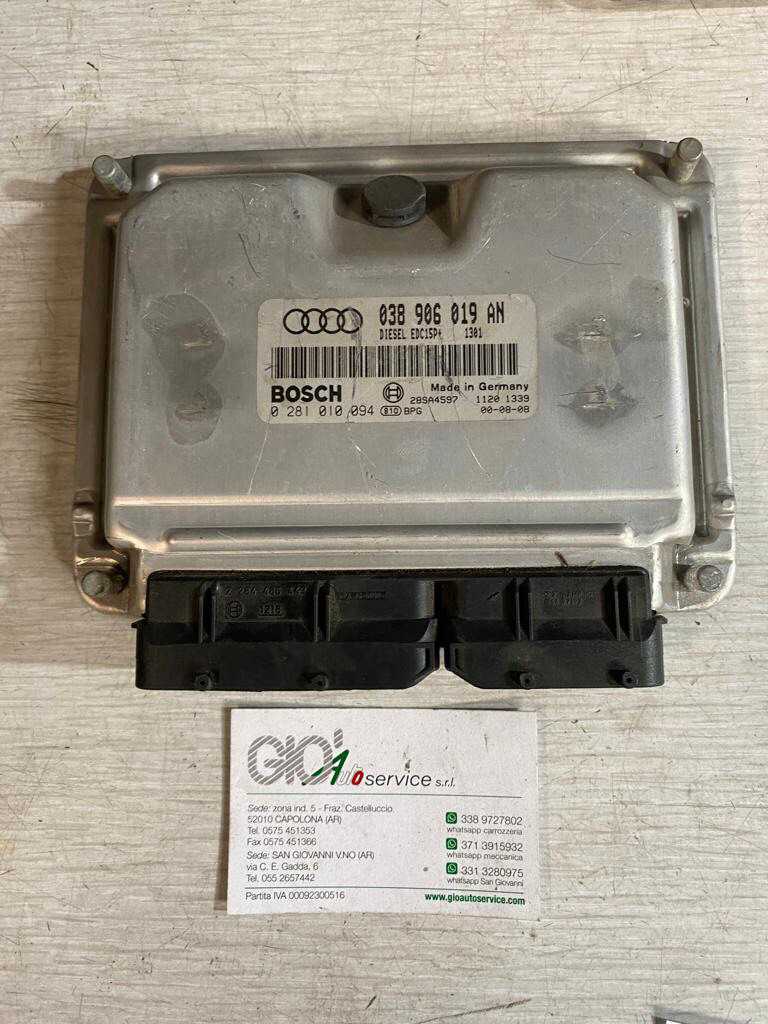 038 906 019 AN
DIESEL EDC15P+ 1301
BOSCH
Made in Germany
28SA4597 1120 1339
0 281 010 094 810 BPG 00-08-08
1216
GIO' Autoservice s.r.l.
Sede: zona ind. 5 - Fraz. Castelluccio
52010 CAPOLONA (AR)
Tel. 0575 451353
Fax 0575 451366
Sede: SAN GIOVANNI V.NO (AR)
via C. E. Gadda, 6
Tel. 055 2657442
Partita IVA 00092300516
338 9727802
whatsapp carrozzeria
371 3915932
whatsapp meccanica
331 3280975
whatsapp San Giovanni
www.gioautoservice.com